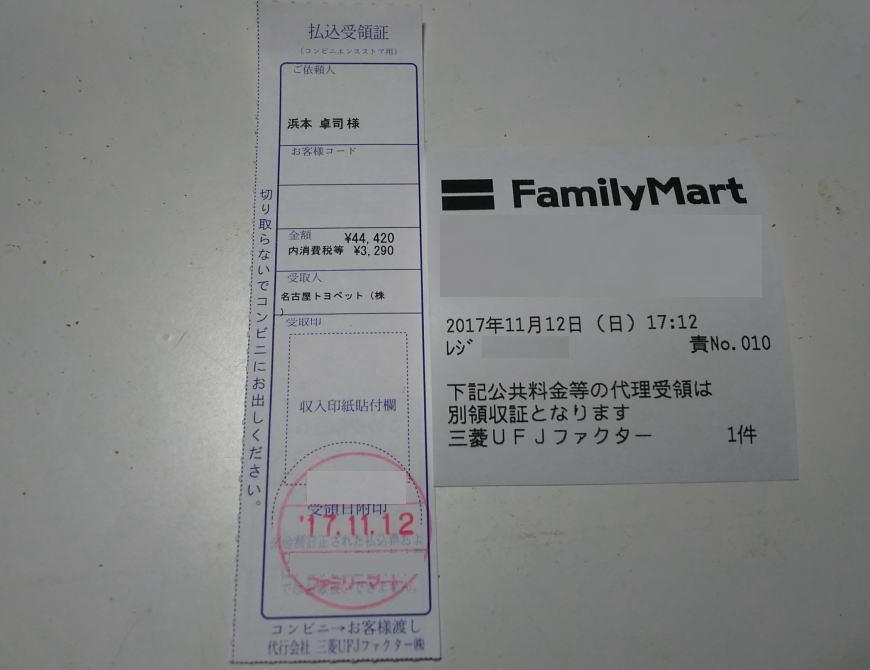 払込受領証
(コンビニエンスストア用)
ご依頼人
浜本 卓司様
お客様コード
金額 ¥44,420
内消費税等 ¥3,290
受取人
名古屋トヨペット（株
）
受取印
収入印紙貼付欄
受領日附印
'17.11.12
ファミリーマート
コンビニ→お客様渡し
代行会社 三菱UFJファクター㈱
切り取らないでコンビニにお出しください。
FamilyMart
2017年11月12日（日）17:12
ﾚｼﾞ 責No.010
下記公共料金等の代理受領は
別領収証となります
三菱ＵＦＪファクター 1件